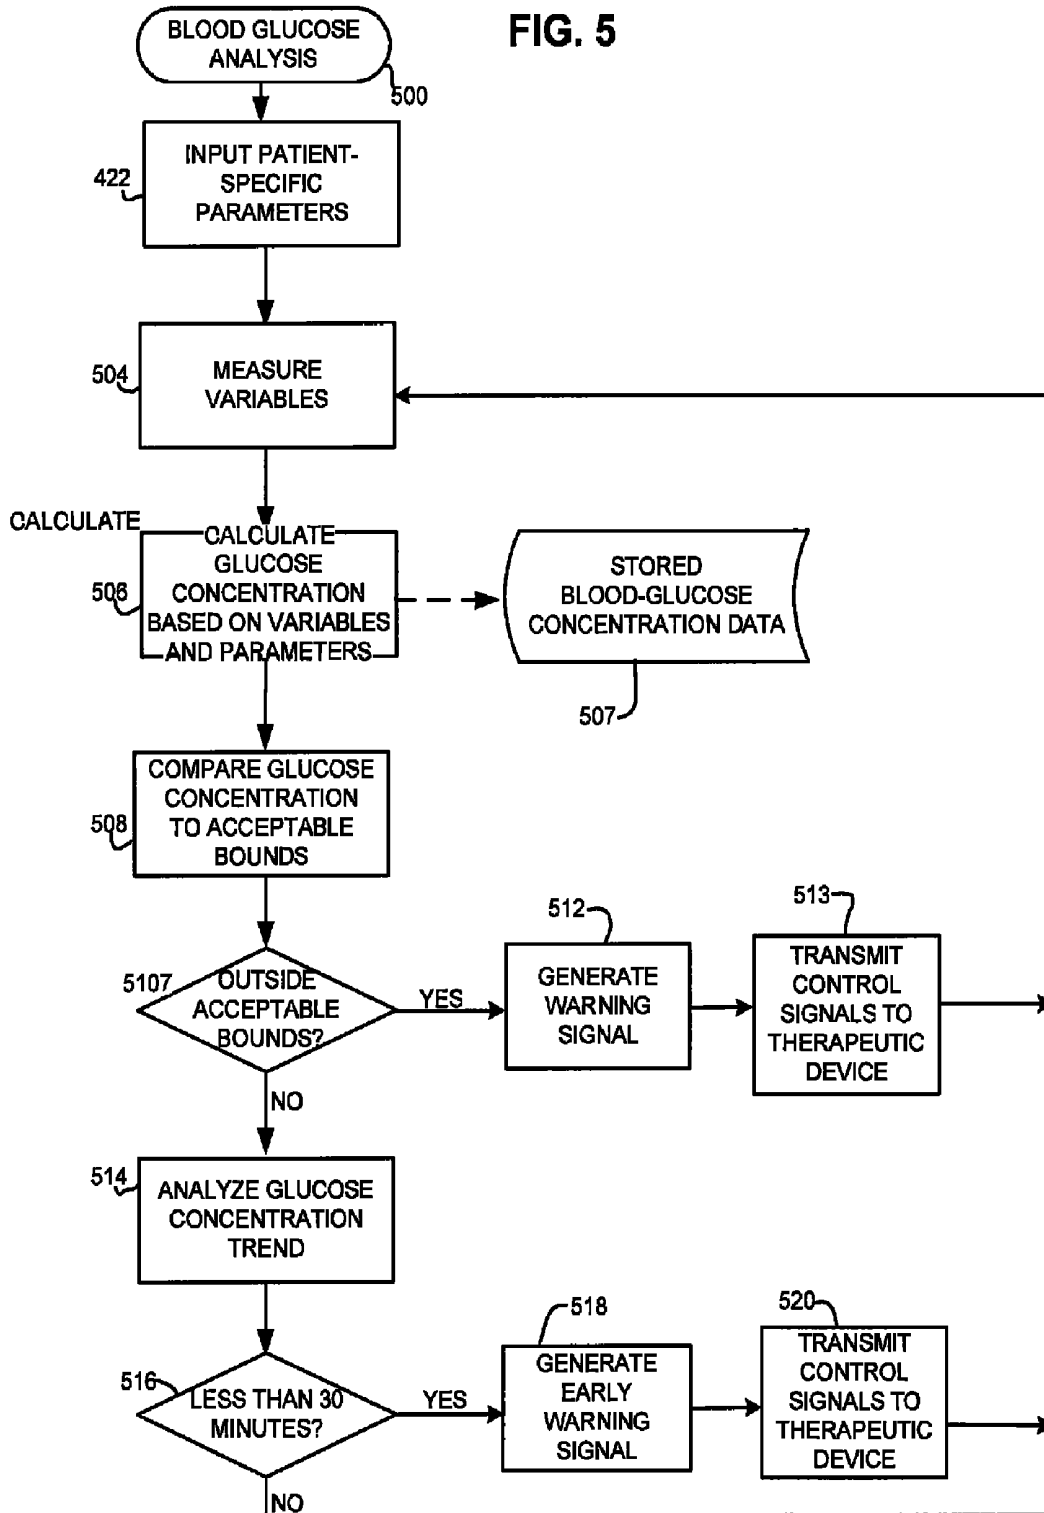 FIG. 5
BLOOD GLUCOSE
ANALYSIS
500
INPUT PATIENT-
SPECIFIC
PARAMETERS
422
MEASURE
VARIABLES
504
CALCULATE
CALCULATE
GLUCOSE
CONCENTRATION
BASED ON VARIABLES
AND PARAMETERS
506
STORED
BLOOD-GLUCOSE
CONCENTRATION DATA
507
COMPARE GLUCOSE
CONCENTRATION
TO ACCEPTABLE
BOUNDS
508
5107
OUTSIDE
ACCEPTABLE
BOUNDS?
YES
512
GENERATE
WARNING
SIGNAL
513
TRANSMIT
CONTROL
SIGNALS TO
THERAPEUTIC
DEVICE
NO
514
ANALYZE GLUCOSE
CONCENTRATION
TREND
516
LESS THAN 30
MINUTES?
YES
518
GENERATE
EARLY
WARNING
SIGNAL
520
TRANSMIT
CONTROL
SIGNALS TO
THERAPEUTIC
DEVICE
NO